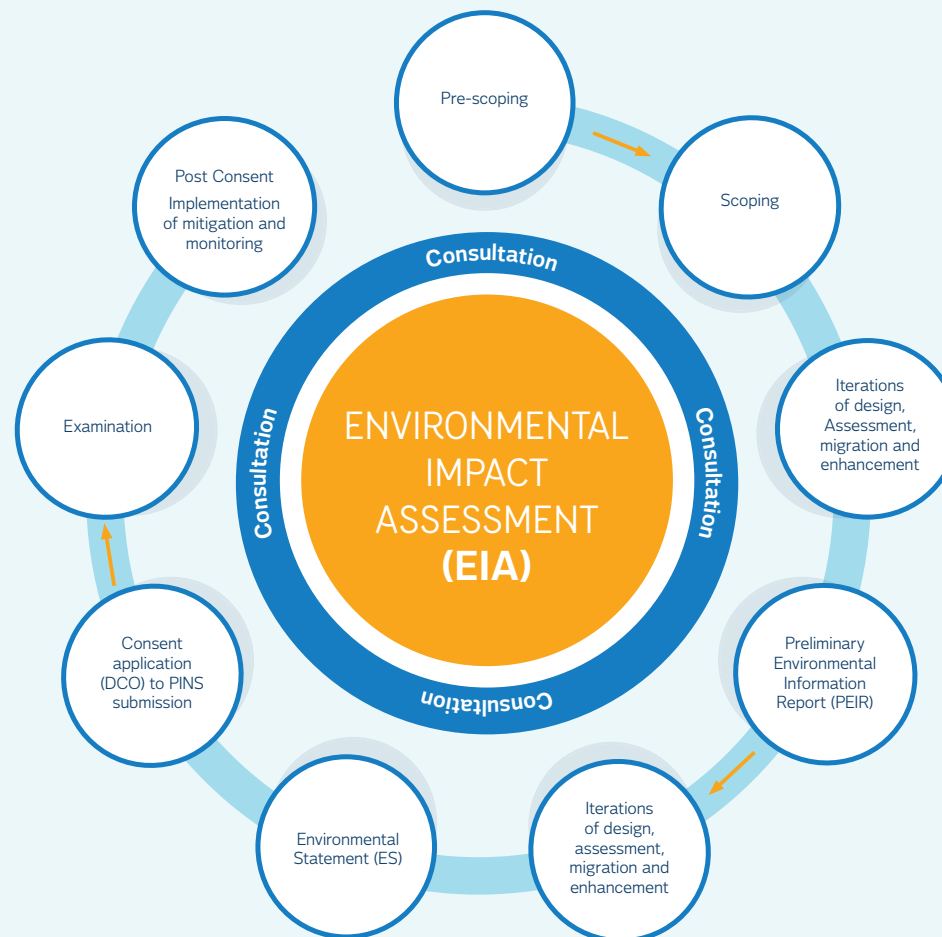 Pre-scoping
Scoping
Iterations
of design,
Assessment,
migration and
enhancement
Preliminary
Environmental
Information
Report (PEIR)
Iterations
of design,
assessment,
migration and
enhancement
Environmental
Statement (ES)
Consent
application
(DCO) to PINS
submission
Examination
Post Consent
Implementation
of mitigation and
monitoring
Consultation
Consultation
Consultation
Consultation
ENVIRONMENTAL
IMPACT
ASSESSMENT
(EIA)